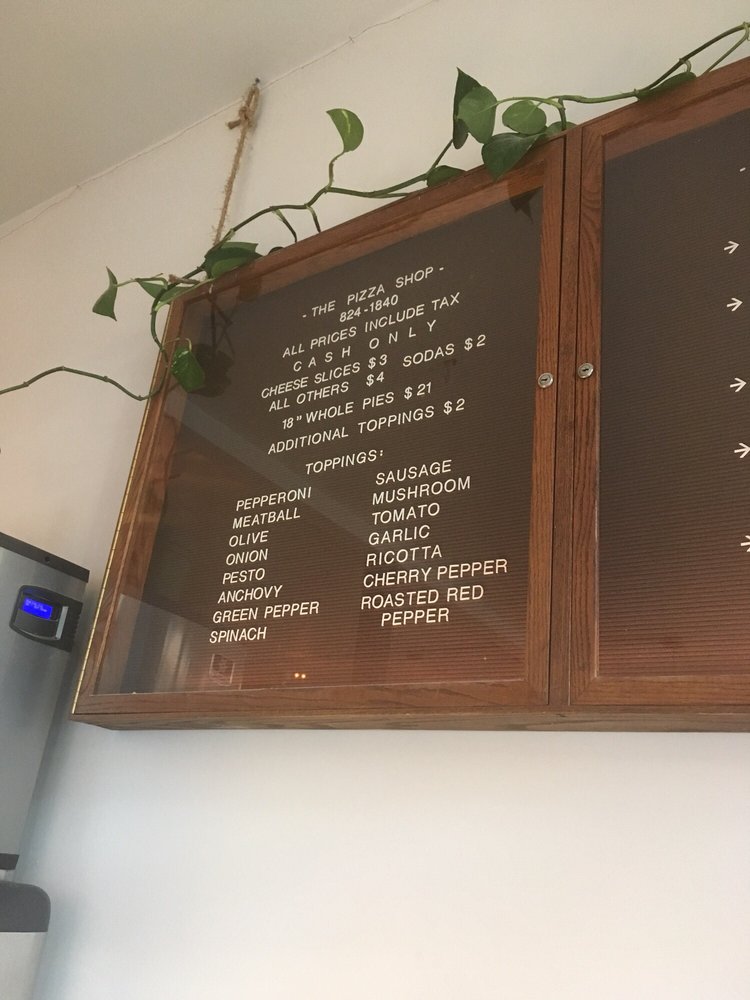 - THE PIZZA SHOP -
824-1840
ALL PRICES INCLUDE TAX
CASH ONLY
CHEESE SLICES $3
ALL OTHERS $4
SODAS $2
18" WHOLE PIES $21
ADDITIONAL TOPPINGS $2
TOPPINGS:
PEPPERONI
MEATBALL
OLIVE
ONION
PESTO
ANCHOVY
GREEN PEPPER
SPINACH
SAUSAGE
MUSHROOM
TOMATO
GARLIC
RICOTTA
CHERRY PEPPER
ROASTED RED
PEPPER